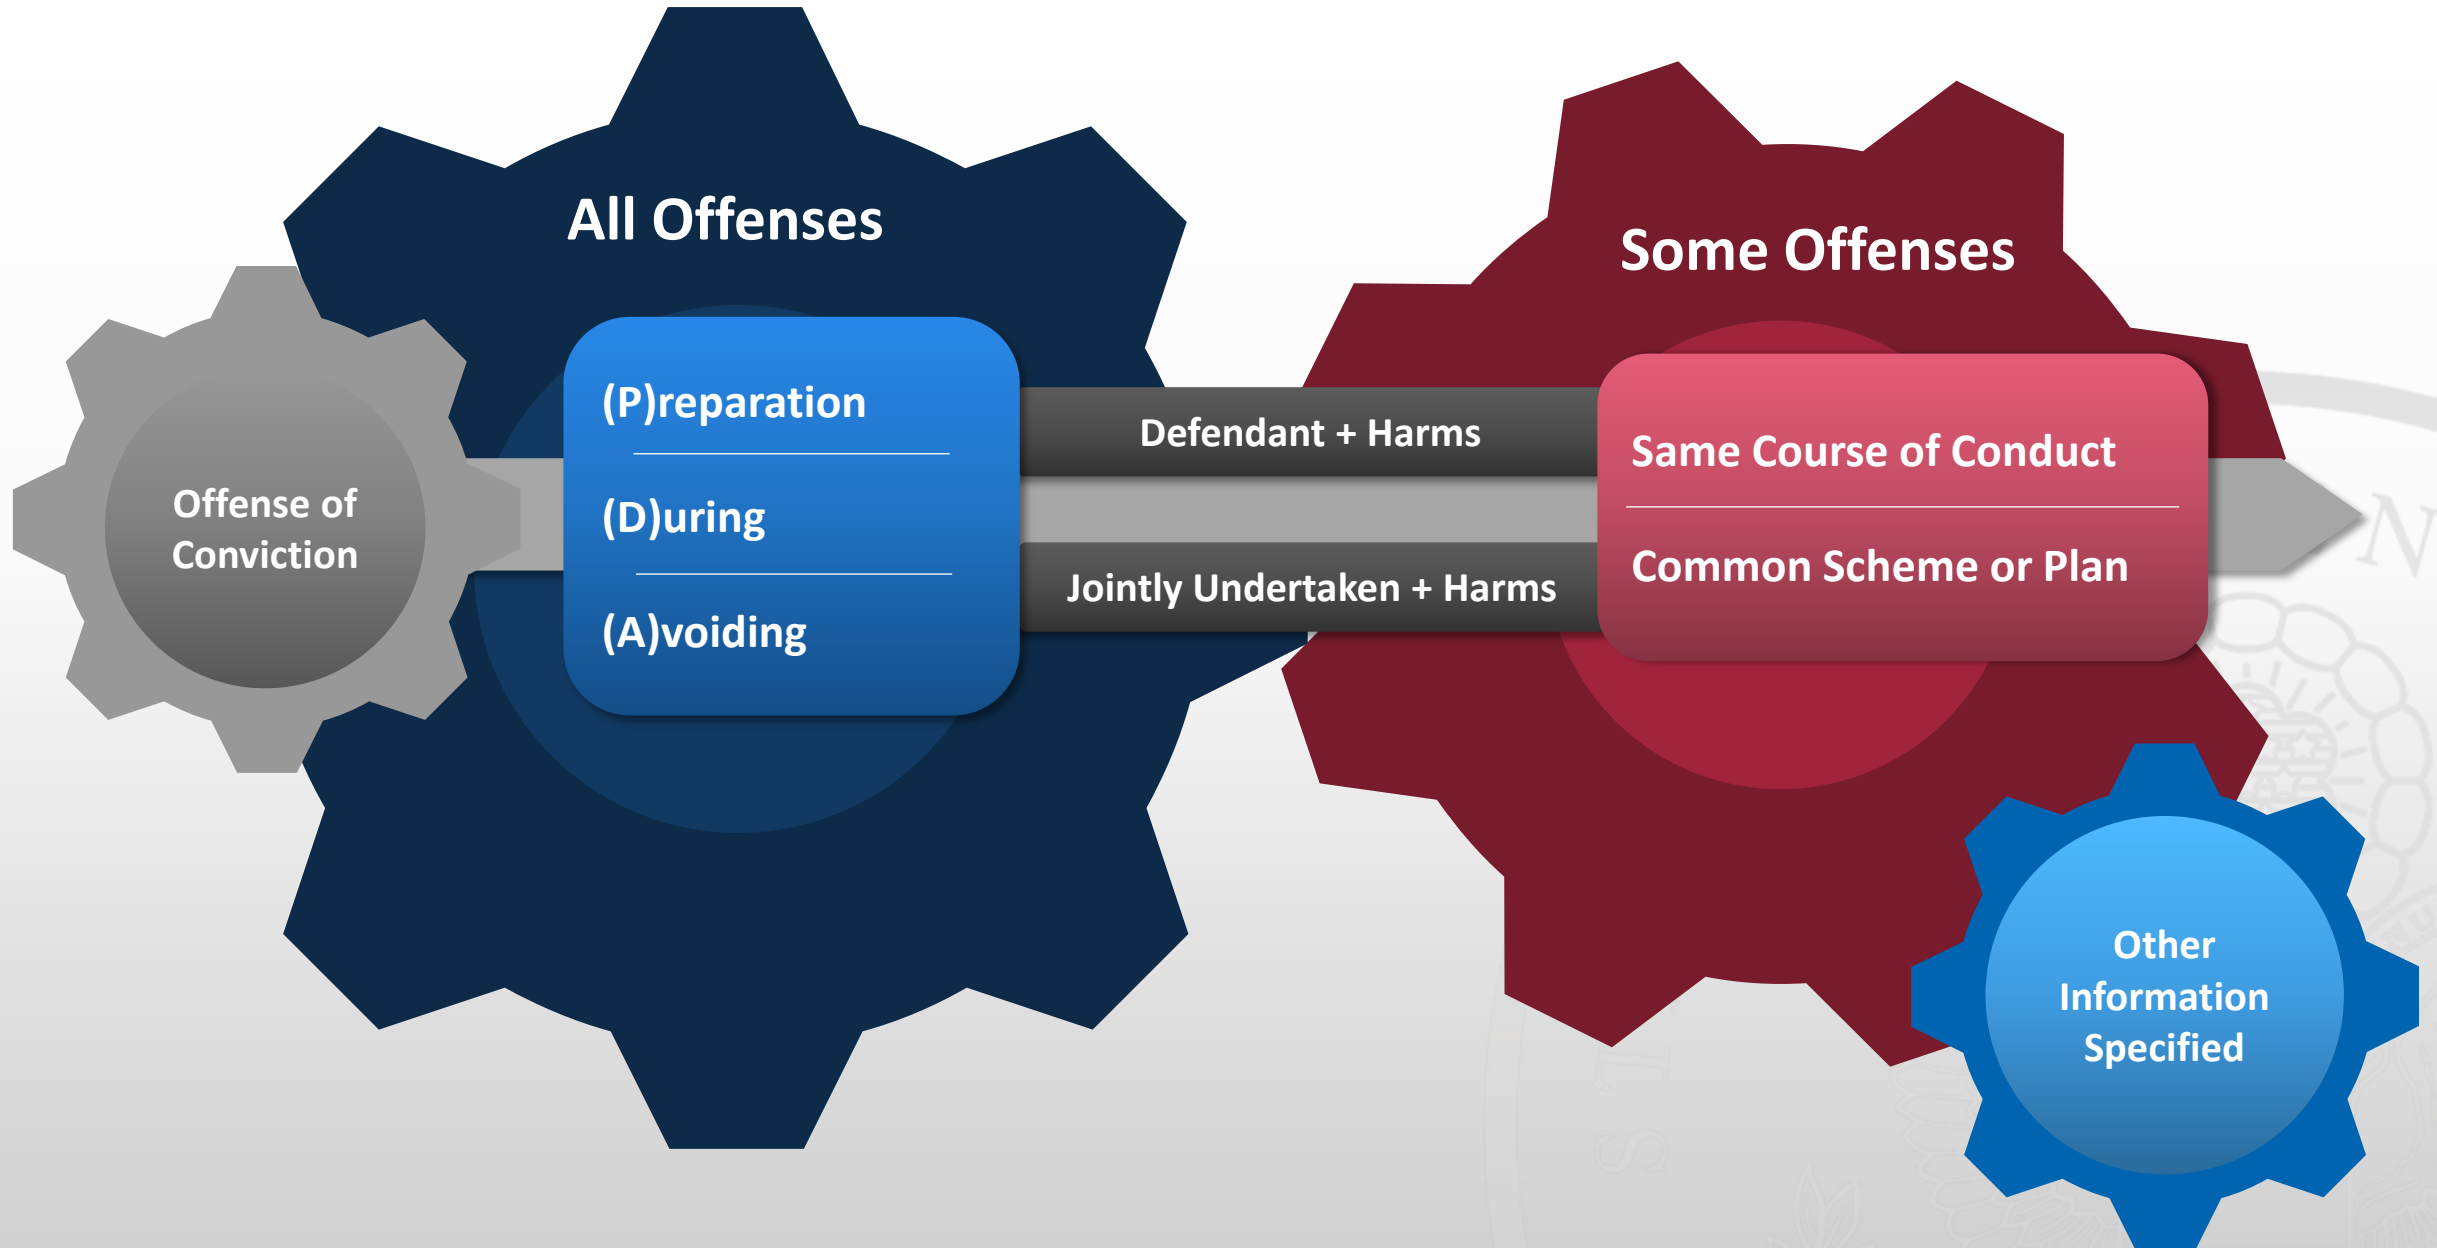 All Offenses
Some Offenses
Offense of
Conviction
(P)reparation
(D)uring
(A)voiding
Defendant + Harms
Jointly Undertaken + Harms
Same Course of Conduct
Common Scheme or Plan
Other
Information
Specified